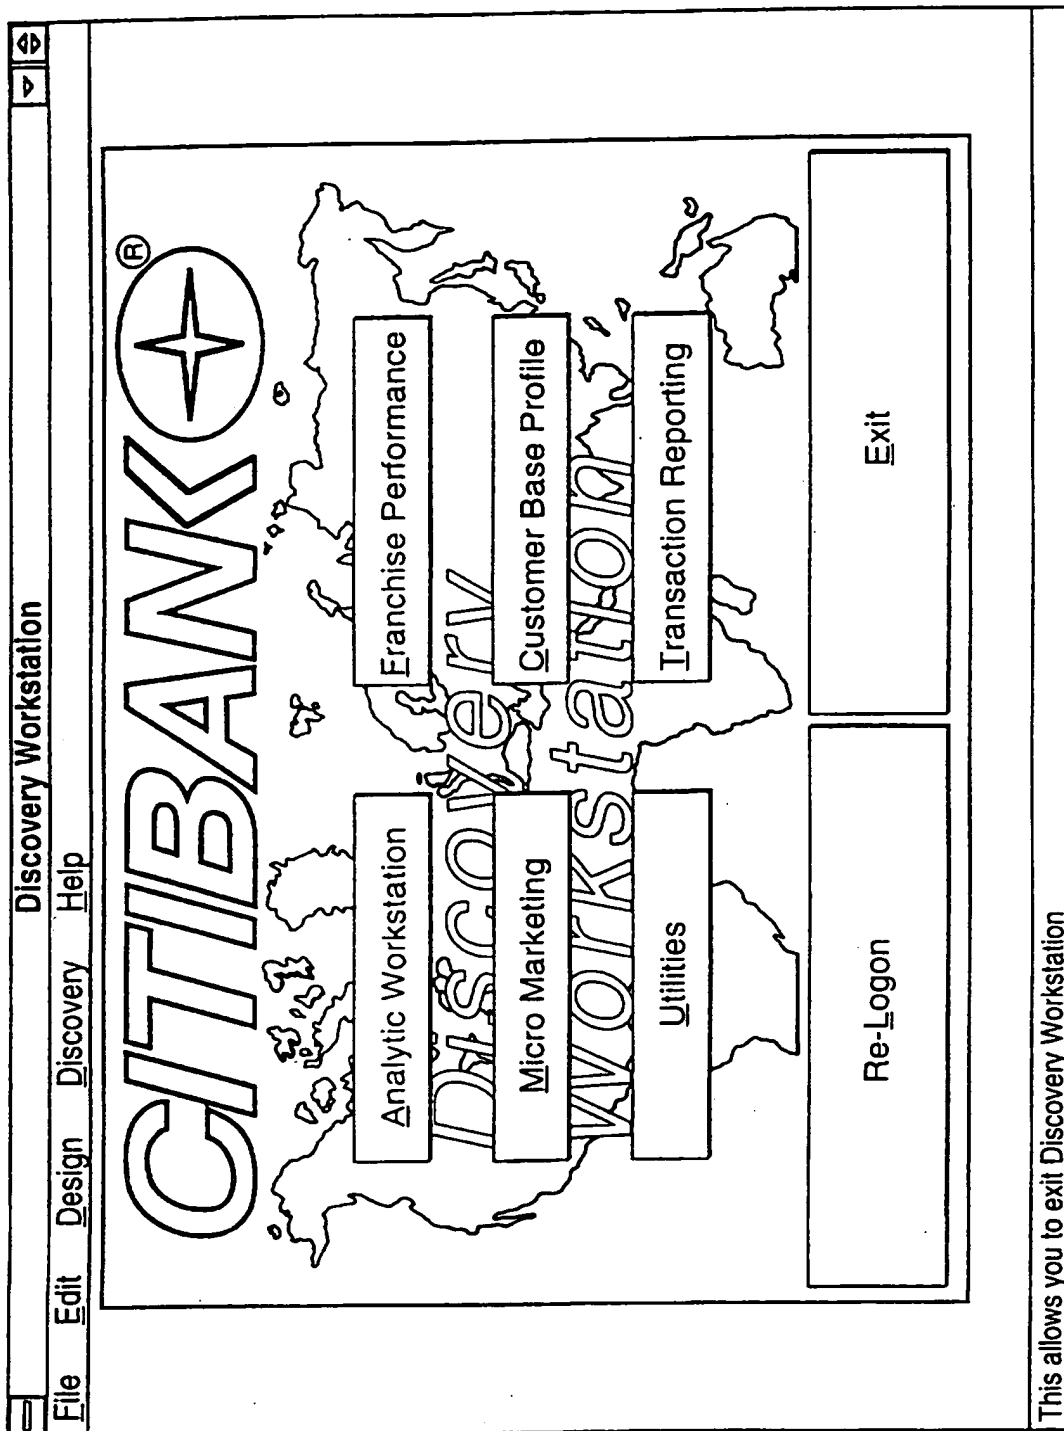 Discovery Workstation
File Edit Design Discovery Help
CITIBANK ®
Analytic Workstation Franchise Performance
Discovery
Micro Marketing Customer Base Profile
Workstation
Utilities Transaction Reporting
Re-Logon Exit
This allows you to exit Discovery Workstation